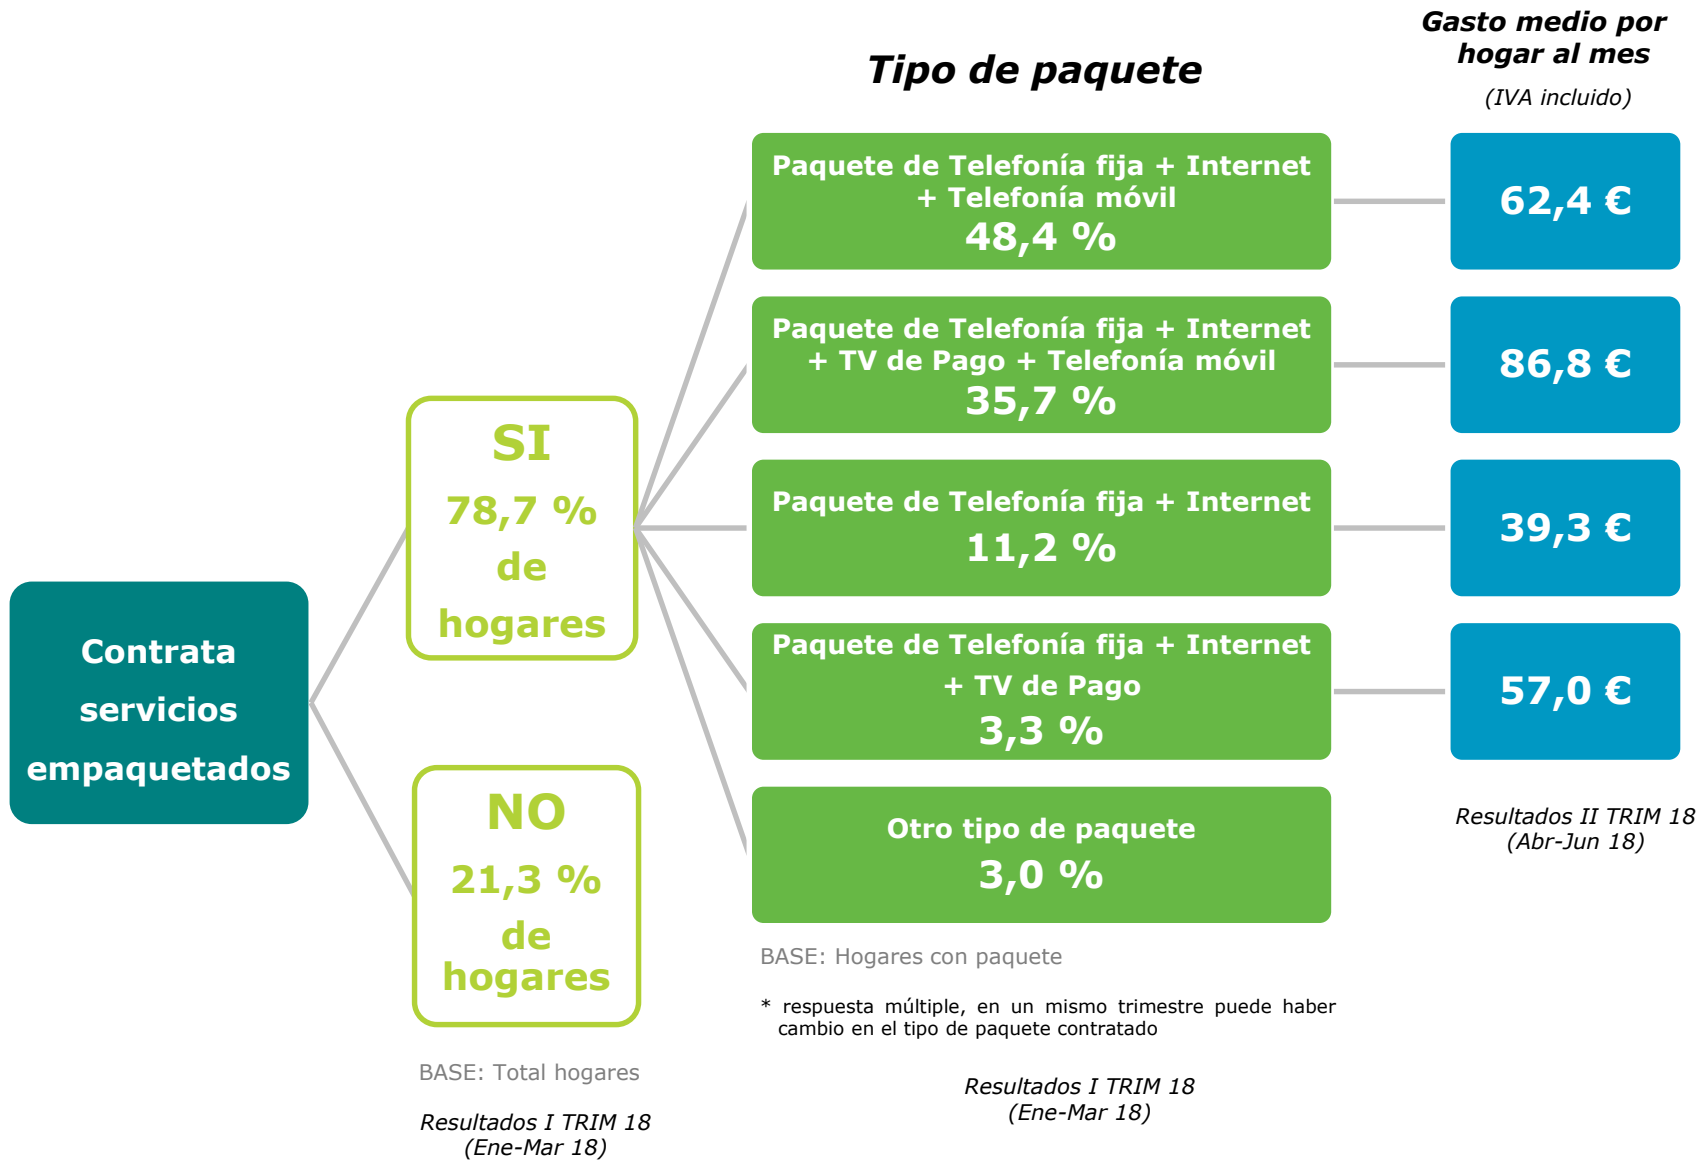 Gasto medio por
hogar al mes
(IVA incluido)
Tipo de paquete
Contrata
servicios
empaquetados
SI
78,7 %
de
hogares
NO
21,3 %
de
hogares
BASE: Total hogares
Resultados I TRIM 18
(Ene-Mar 18)
Paquete de Telefonía fija + Internet
+ Telefonía móvil
48,4 %
62,4 €
Paquete de Telefonía fija + Internet
+ TV de Pago + Telefonía móvil
35,7 %
86,8 €
Paquete de Telefonía fija + Internet
11,2 %
39,3 €
Paquete de Telefonía fija + Internet
+ TV de Pago
3,3 %
57,0 €
Otro tipo de paquete
3,0 %
BASE: Hogares con paquete
* respuesta múltiple, en un mismo trimestre puede haber
cambio en el tipo de paquete contratado
Resultados I TRIM 18
(Ene-Mar 18)
Resultados II TRIM 18
(Abr-Jun 18)